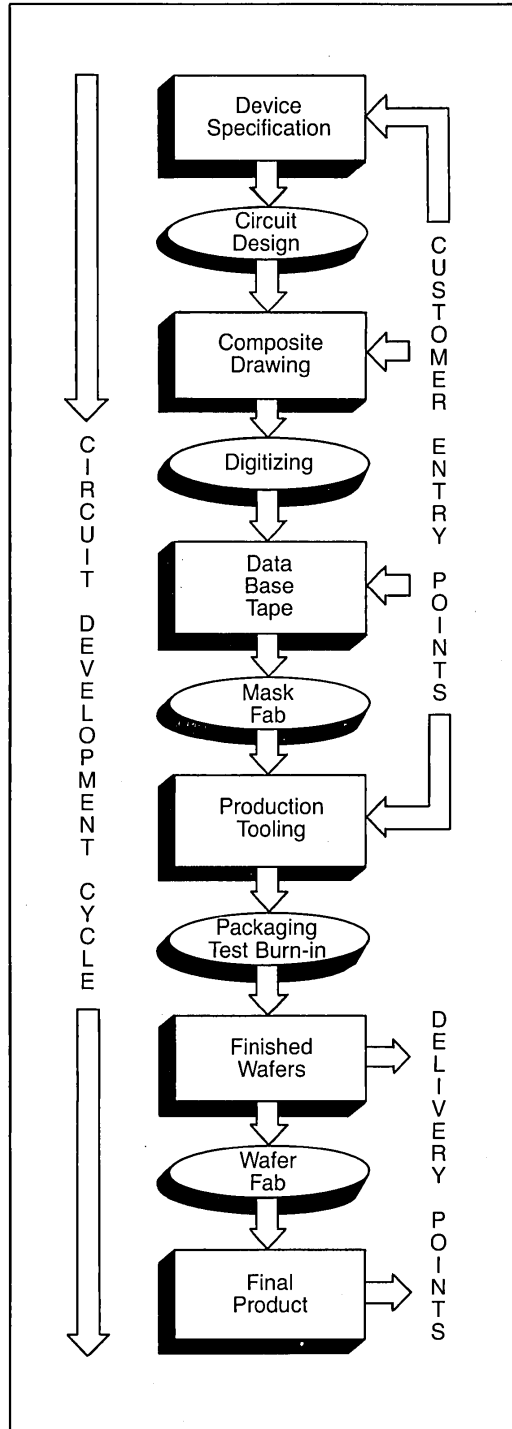 Device
Specification
Circuit
Design
Composite
Drawing
Digitizing
Data
Base
Tape
Mask
Fab
Production
Tooling
Packaging
Test Burn-in
Finished
Wafers
Wafer
Fab
Final
Product
CIRCUIT DEVELOPMENT CYCLE
CUSTOMER ENTRY POINTS
DELIVERY POINTS